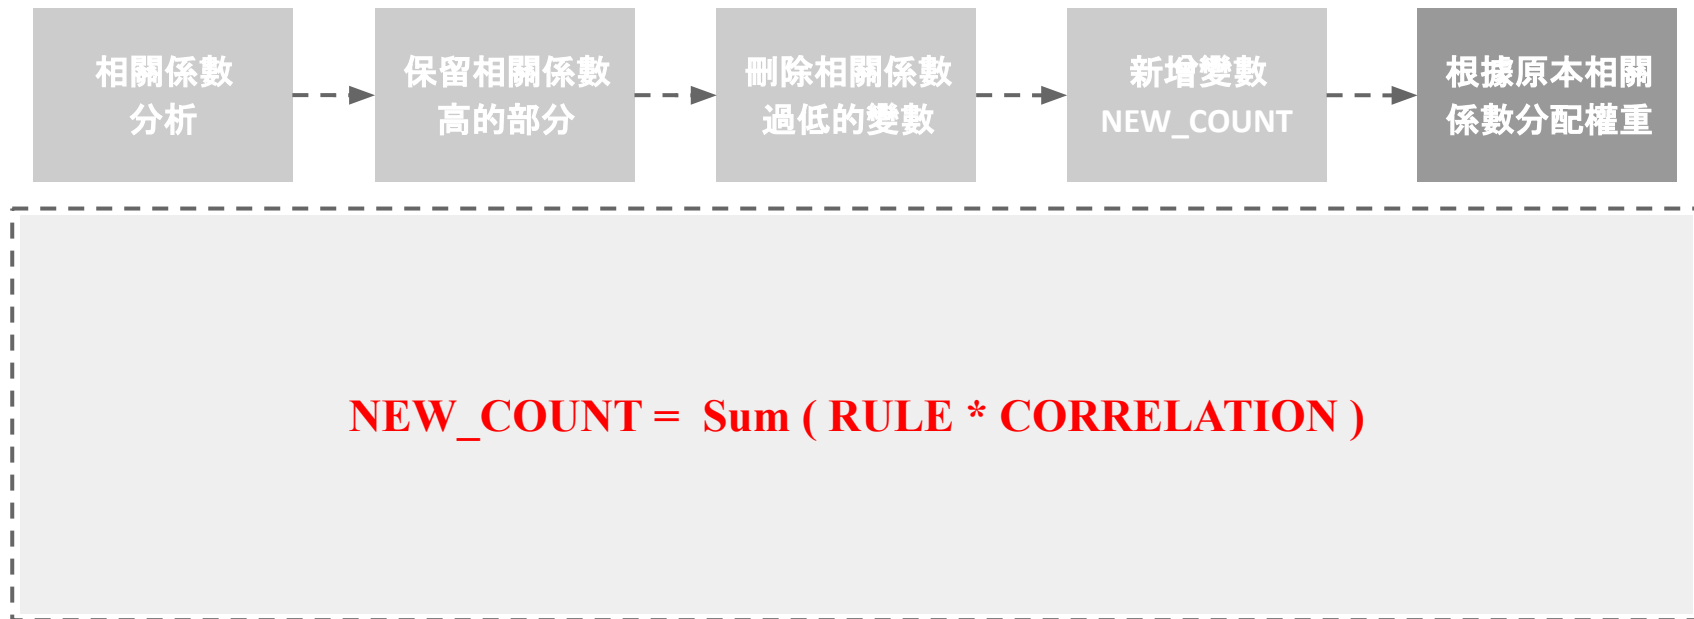 相關係數
分析
保留相關係數
高的部分
刪除相關係數
過低的變數
新增變數
NEW_COUNT
根據原本相關
係數分配權重
NEW_COUNT = Sum ( RULE * CORRELATION )